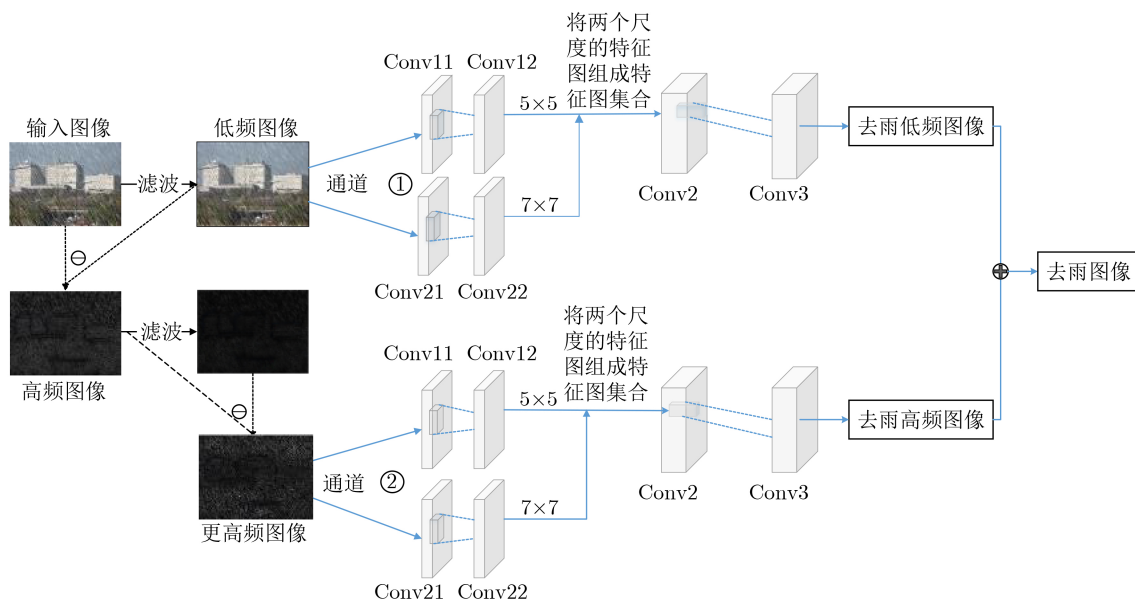 将两个尺
度的特征
图组成特
征图集合
Conv11
Conv12
5×5
输入图像
低频图像
滤波
通道 ①
去雨低频图像
Conv2
Conv3
7×7
⊖
Conv21
Conv22
⊕
去雨图像
将两个尺
度的特征
图组成特
征图集合
滤波
Conv11
Conv12
高频图像
5×5
⊖
去雨高频图像
通道 ②
Conv2
Conv3
7×7
更高频图像
Conv21
Conv22